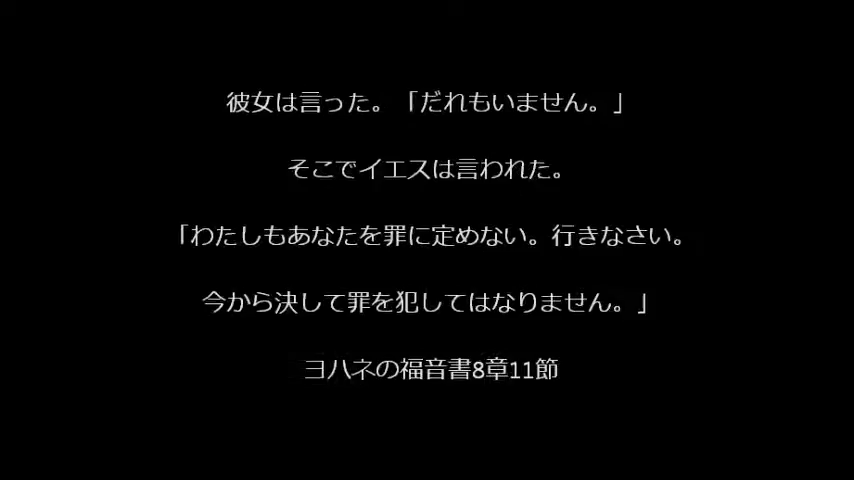 彼女は言った。「だれもいません。」
そこでイエスは言われた。
「わたしもあなたを罪に定めない。行きなさい。
今から決して罪を犯してはなりません。」
ヨハネの福音書8章11節